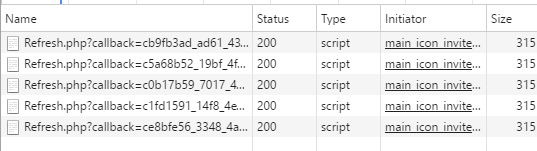 Name Status Type Initiator Size
Refresh.php?callback=cb9fb3ad_ad61_43... 200 script main_icon_invite... 315
Refresh.php?callback=c5a68b52_19bf_4f... 200 script main_icon_invite... 315
Refresh.php?callback=c0b17b59_7017_4... 200 script main_icon_invite... 315
Refresh.php?callback=c1fd1591_14f8_4e... 200 script main_icon_invite... 315
Refresh.php?callback=ce8bfe56_3348_4a... 200 script main_icon_invite... 315